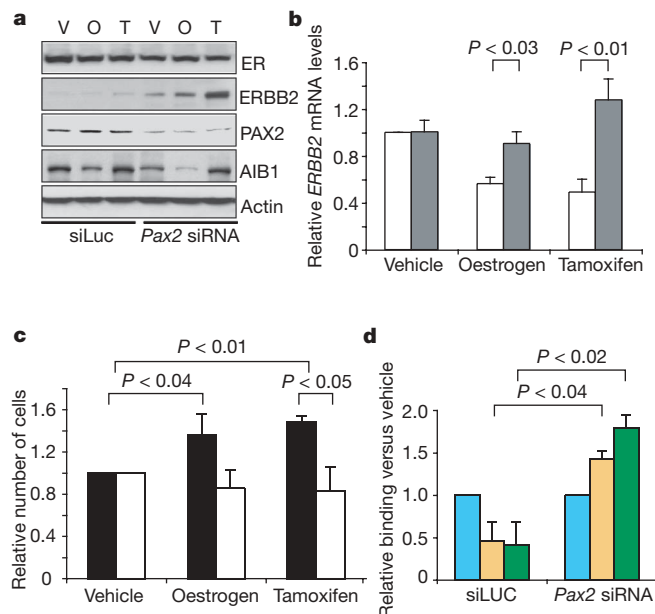 a
V O T V O T
ER
ERBB2
PAX2
AIB1
Actin
siLuc Pax2 siRNA
b
P < 0.03 P < 0.01
Relative ERBB2 mRNA levels
1.6
1.2
0.8
0.4
0
Vehicle Oestrogen Tamoxifen
c
P < 0.01
P < 0.04 P < 0.05
Relative number of cells
1.6
1.2
0.8
0.4
0
Vehicle Oestrogen Tamoxifen
d
P < 0.02
P < 0.04
Relative binding versus vehicle
2.0
1.5
1.0
0.5
0
siLUC Pax2 siRNA